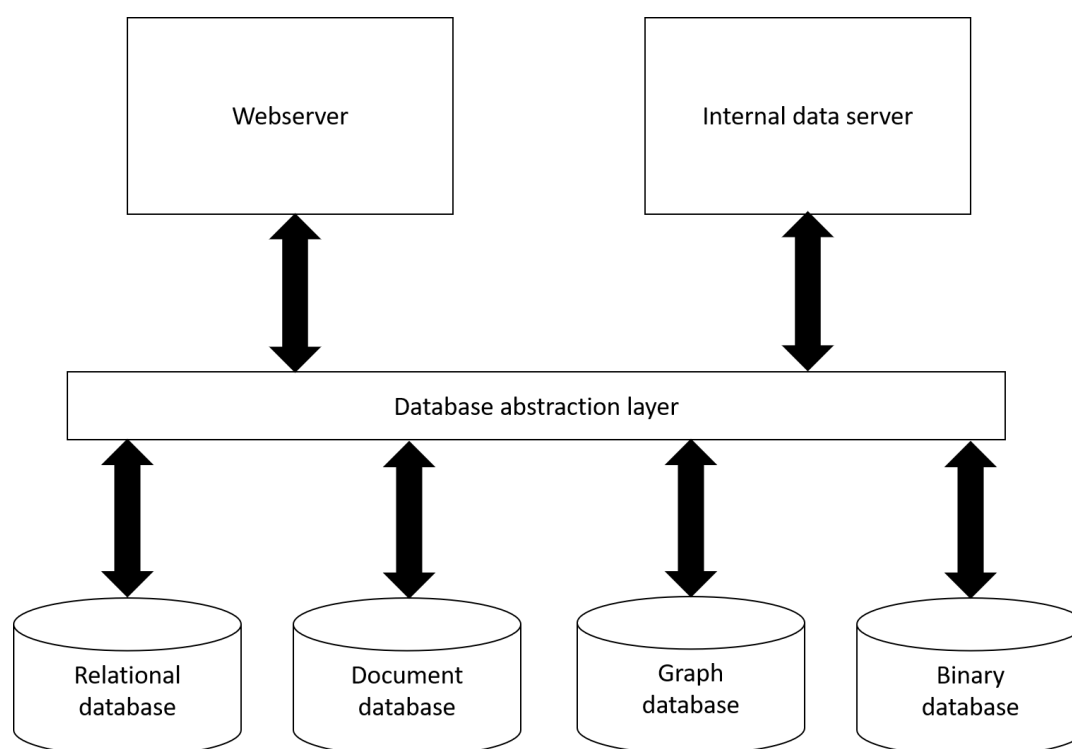 Webserver
Internal data server
Database abstraction layer
Relational
database
Document
database
Graph
database
Binary
database